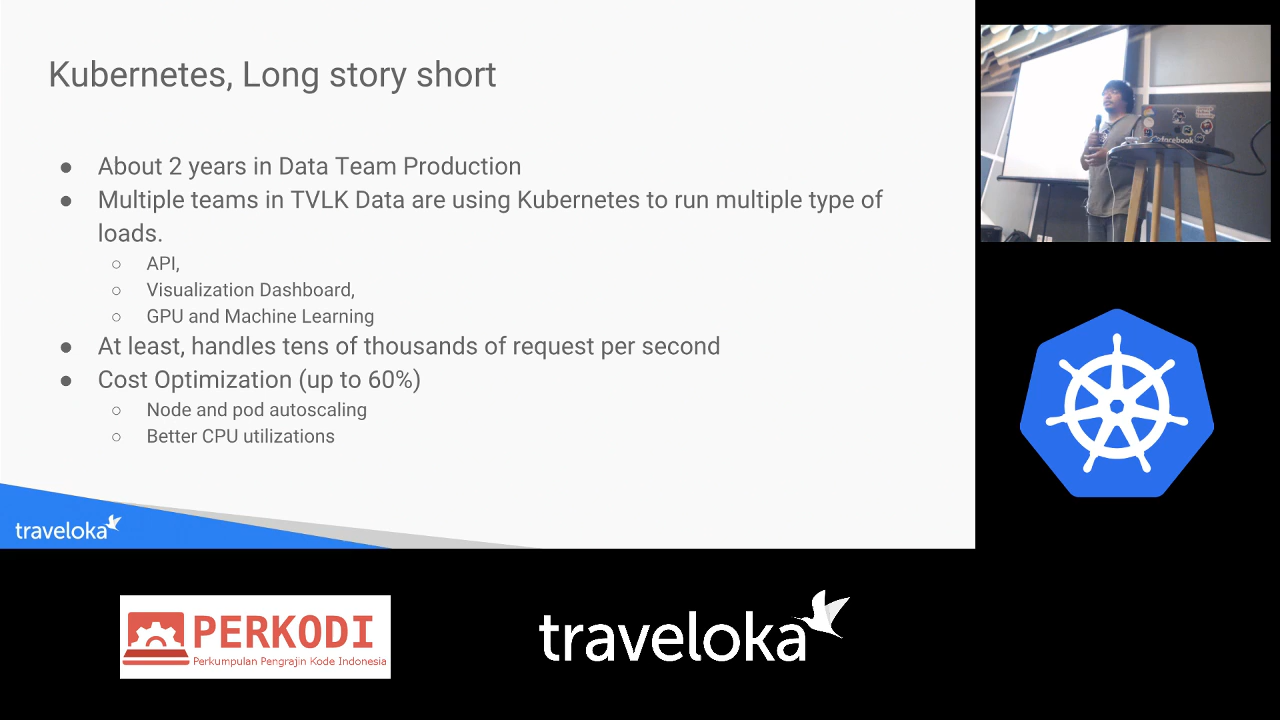 Kubernetes, Long story short
● About 2 years in Data Team Production
● Multiple teams in TVLK Data are using Kubernetes to run multiple type of
loads.
○ API,
○ Visualization Dashboard,
○ GPU and Machine Learning
● At least, handles tens of thousands of request per second
● Cost Optimization (up to 60%)
○ Node and pod autoscaling
○ Better CPU utilizations
traveloka
facebook
PERKODI
Perkumpulan Pengrajin Kode Indonesia
traveloka